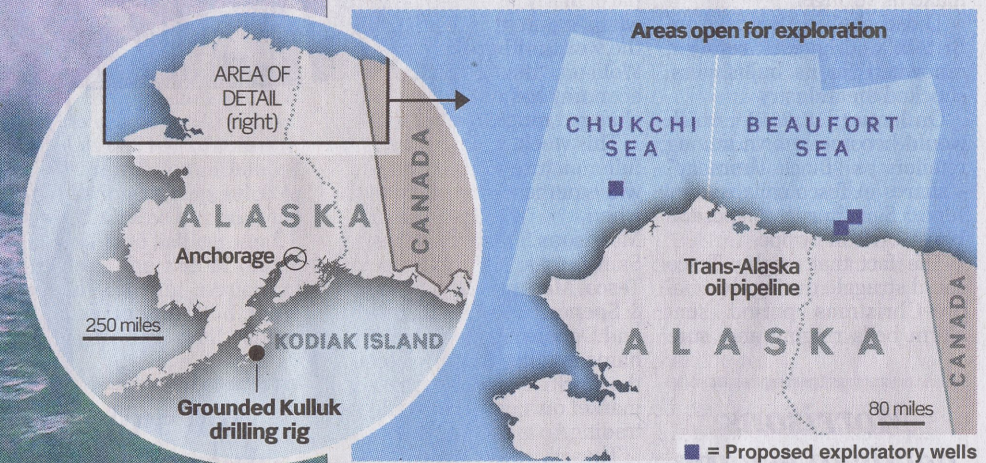 AREA OF
DETAIL
(right)
CANADA
ALASKA
Anchorage
250 miles
KODIAK ISLAND
Grounded Kulluk
drilling rig
Areas open for exploration
CHUKCHI
SEA
BEAUFORT
SEA
Trans-Alaska
oil pipeline
ALASKA
CANADA
80 miles
= Proposed exploratory wells